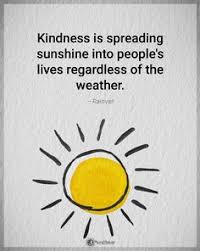 Kindness is spreading
sunshine into people's
lives regardless of the
weather.